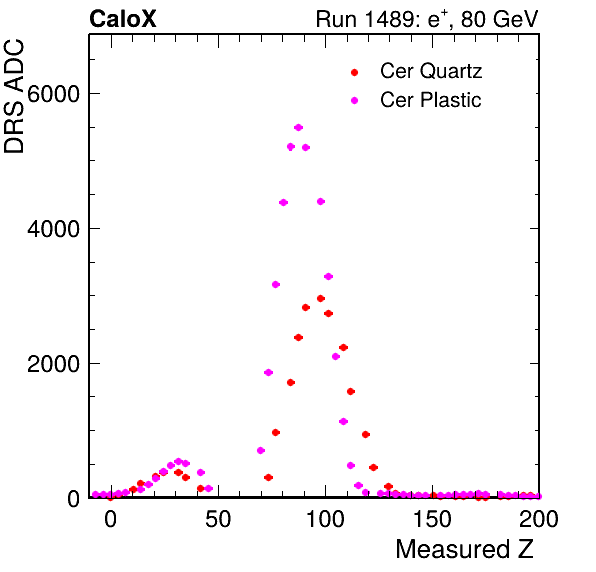 CaloX Run 1489: e⁺, 80 GeV
DRS ADC
Cer Quartz
Cer Plastic
6000
4000
2000
0
0 50 100 150 200
Measured Z